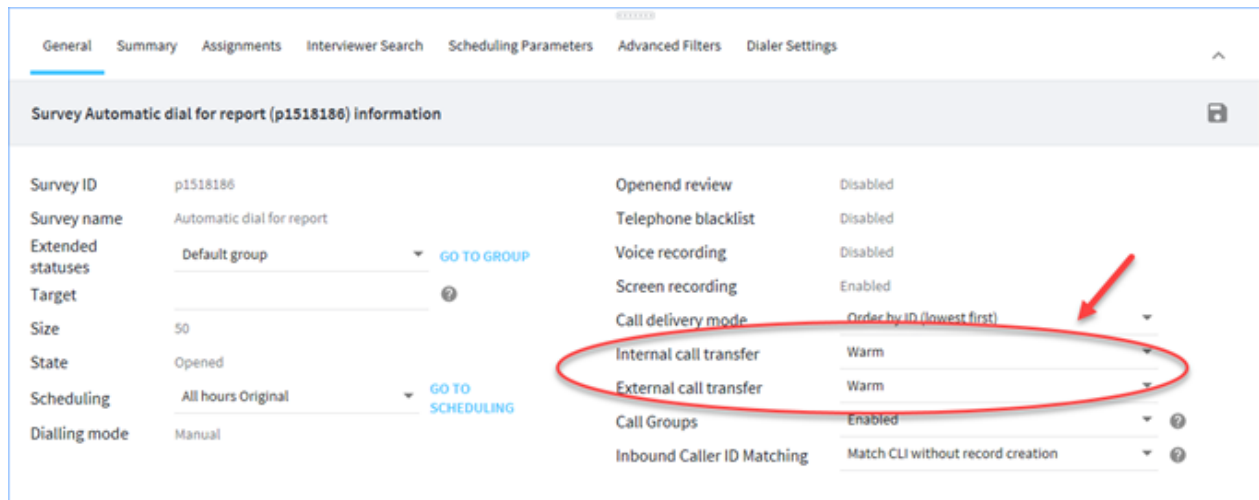 General Summary Assignments Interviewer Search Scheduling Parameters Advanced Filters Dialer Settings
Survey Automatic dial for report (p1518186) information
Survey ID p1518186
Survey name Automatic dial for report
Extended statuses Default group GO TO GROUP
Target
Size 50
State Opened
Scheduling All hours Original GO TO SCHEDULING
Dialling mode Manual
Openend review Disabled
Telephone blacklist Disabled
Voice recording Disabled
Screen recording Enabled
Call delivery mode Order by ID (lowest first)
Internal call transfer Warm
External call transfer Warm
Call Groups Enabled
Inbound Caller ID Matching Match CLI without record creation